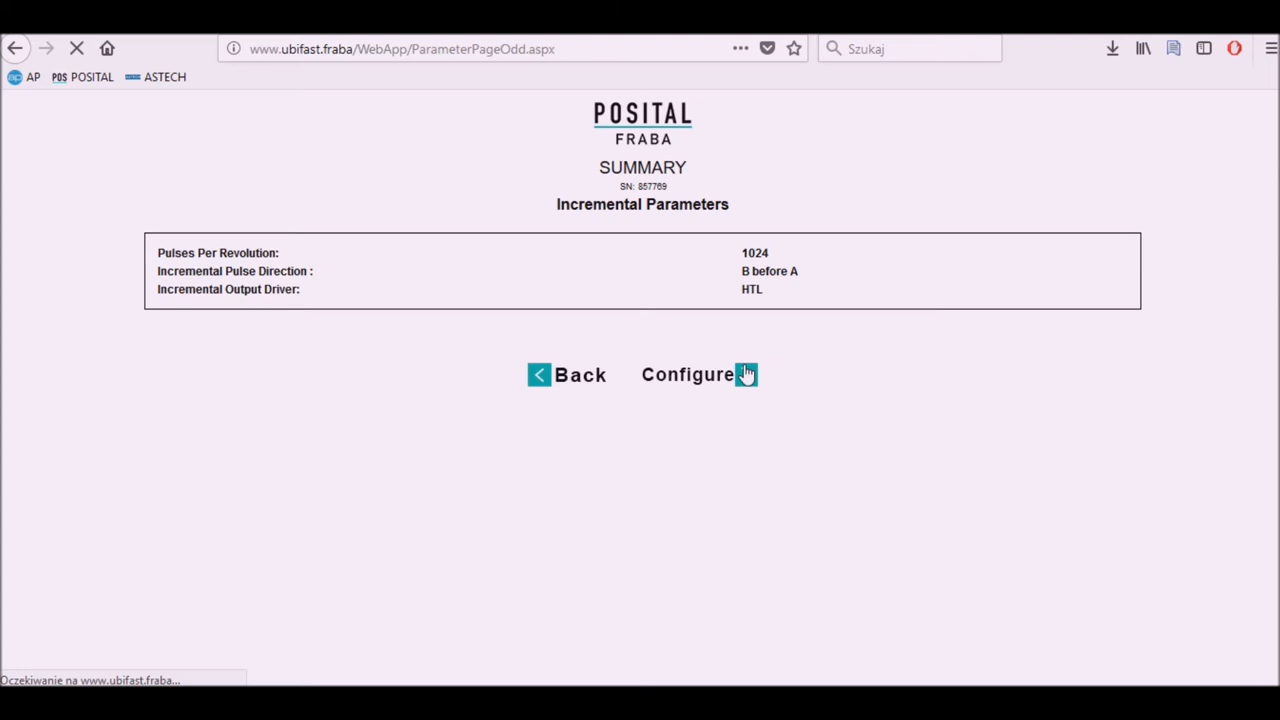 www.ubifast.fraba/WebApp/ParameterPageOdd.aspx
Szukaj
AP POS POSITAL ASTECH
POSITAL
FRABA
SUMMARY
SN: 857769
Incremental Parameters
Pulses Per Revolution: 1024
Incremental Pulse Direction : B before A
Incremental Output Driver: HTL
Back Configure
Oczekiwanie na www.ubifast.fraba...